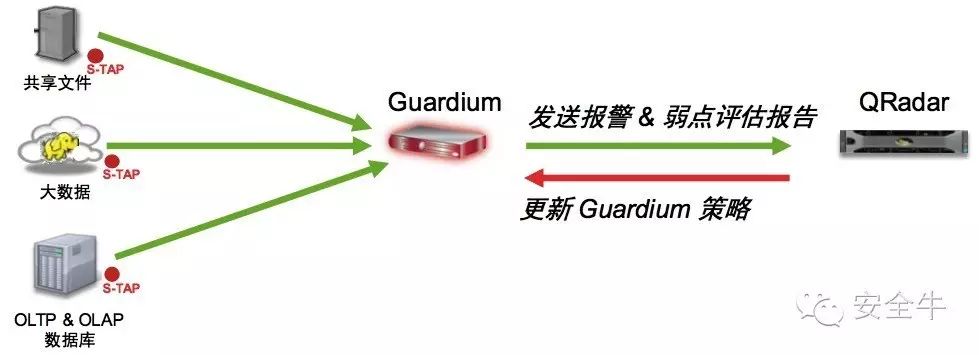 S-TAP
共享文件
Guardium
发送报警 & 弱点评估报告
QRadar
S-TAP
大数据
更新 Guardium 策略
S-TAP
OLTP & OLAP
数据库
安全牛